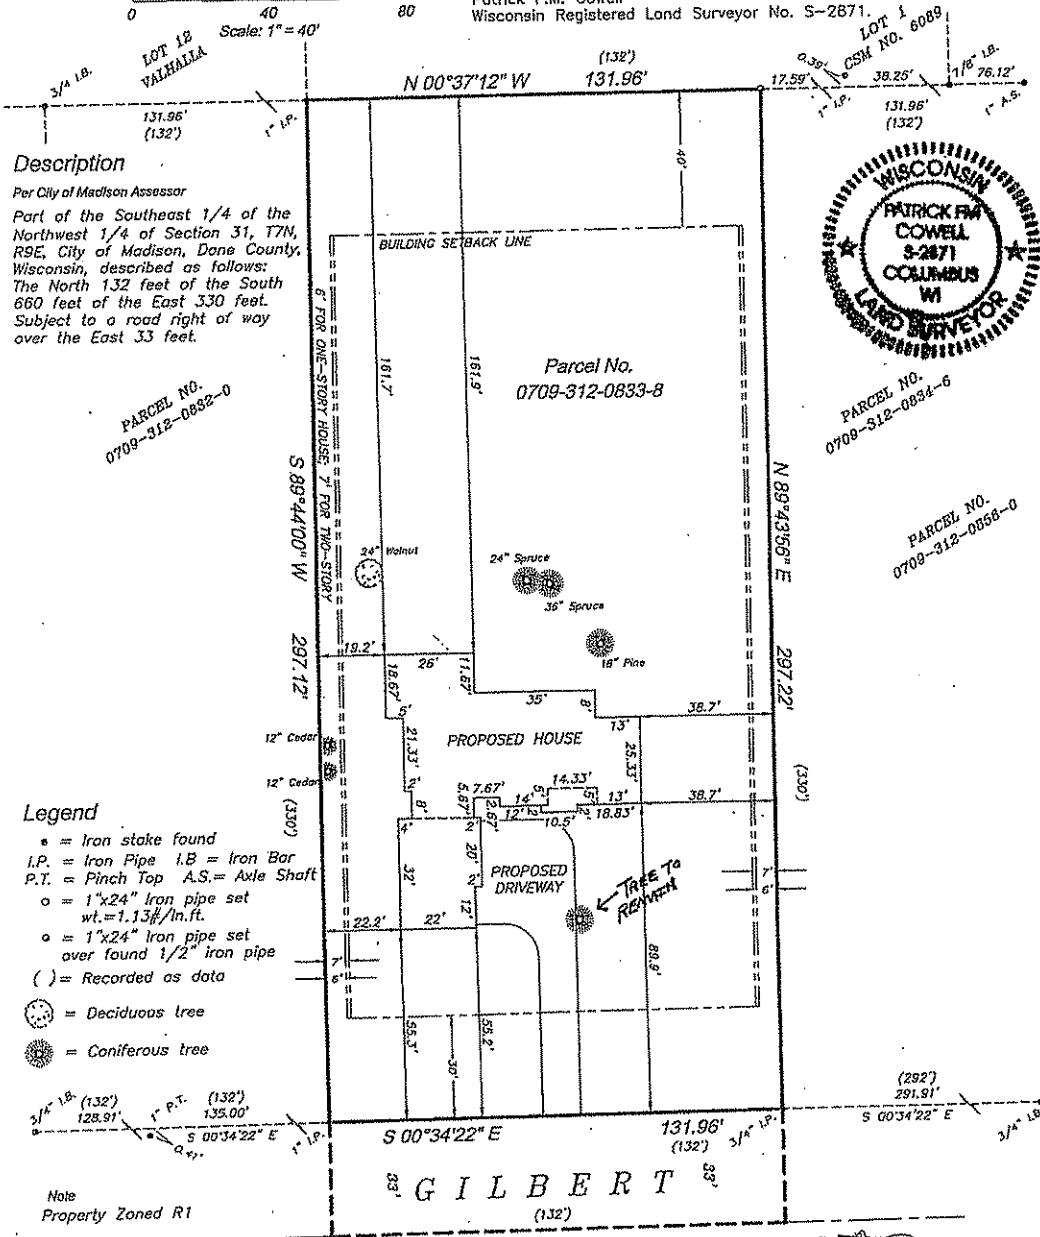 0 40 80
Scale: 1" = 40'
Wisconsin Registered Land Surveyor No. S-2871.
LOT 12
VALHALLA
3/4" I.B.
131.96'
(132')
1" I.P.
N 00°37'12" W
(132')
131.96'
LOT 1
CSM NO. 6089
0.39'
17.59'
38.25'
1/8" I.B.
76.12'
1" I.P.
131.96'
(132')
1" A.S.
Description
Per City of Madison Assessor
Part of the Southeast 1/4 of the
Northwest 1/4 of Section 31, T7N,
R9E, City of Madison, Dane County,
Wisconsin, described as follows:
The North 132 feet of the South
660 feet of the East 330 feet.
Subject to a road right of way
over the East 33 feet.
WISCONSIN
PATRICK FM
COWELL
S-2871
COLUMBUS
WI
LAND SURVEYOR
40'
BUILDING SETBACK LINE
6' FOR ONE-STORY HOUSE; 7' FOR TWO-STORY
161.7'
161.9'
Parcel No.
0709-312-0833-8
PARCEL NO.
0709-312-0832-0
PARCEL NO.
0709-312-0834-6
PARCEL NO.
0709-312-0856-0
S 89°44'00" W
297.12'
(330')
N 89°43'56" E
297.22'
(330')
24" Walnut
24" Spruce
36" Spruce
18" Pine
19.2'
26'
11.67'
18.67'
35'
8'
13'
38.7'
5'
21.33'
PROPOSED HOUSE
25.33'
12" Cedar
12" Cedar
2'
8'
4'
5.67'
7.67'
2.67'
14'
12'
5'
14.33'
5'
13'
38.7'
2'
10.5'
2'
18.83'
32'
20'
2'
12'
PROPOSED
DRIVEWAY
TREE TO
REMAIN
7'
6'
22.2'
22'
89.9'
7'
6'
55.3'
30'
55.2'
Legend
= Iron stake found
I.P. = Iron Pipe I.B = Iron Bar
P.T. = Pinch Top A.S.= Axle Shaft
= 1"x24" Iron pipe set
wt.=1.13#/ln.ft.
= 1"x24" Iron pipe set
over found 1/2" iron pipe
( )= Recorded as data
= Deciduous tree
= Coniferous tree
3/4" I.B.
(132')
128.91'
1" P.T.
(132')
135.00'
S 00°34'22" E
1" I.P.
S 00°34'22" E
131.96'
(132')
3/4" I.P.
(292')
291.91'
S 00°34'22" E
3/4" I.B.
33' GILBERT 33'
(132')
Note
Property Zoned R1